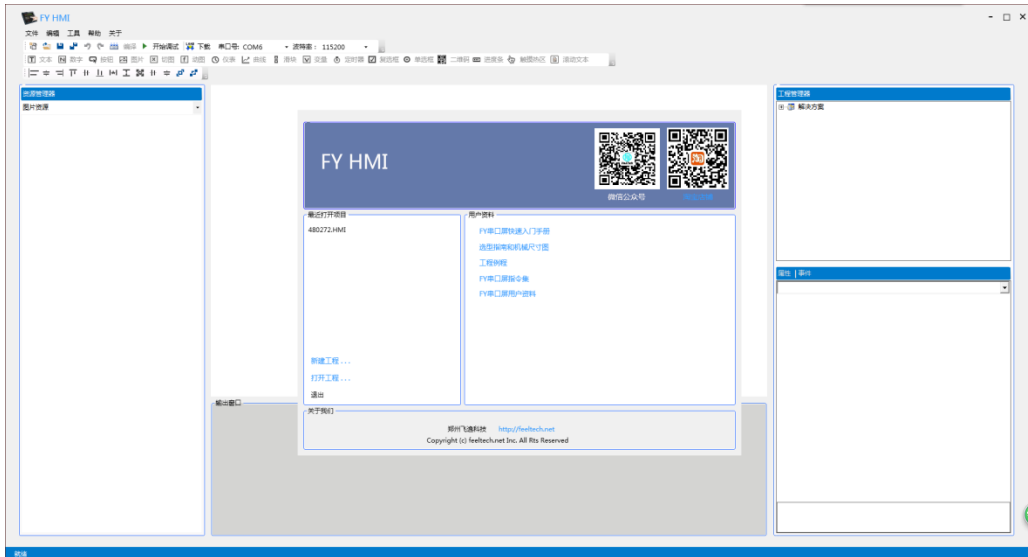 FY HMI
文件 编辑 工具 帮助 关于
开始调试 下载 串口号: COM6 波特率: 115200
文本 数字 按钮 图片 切图 动图 仪表 曲线 滑块 变量 定时器 复选框 单选框 二维码 进度条 触摸热区 滚动文本
资源管理器
图片资源
工程管理器
解决方案
FY HMI
微信公众号
最近打开项目
480272.HMI
新建工程 . . .
打开工程 . . .
退出
用户资料
FY串口屏快速入门手册
选型指南和机械尺寸图
工程例程
FY串口屏指令集
FY串口屏用户资料
属性 | 事件
输出窗口
关于我们
郑州飞逸科技 http://feeltech.net
Copyright (c) feeltech.net Inc. All Rts Reserved
就绪